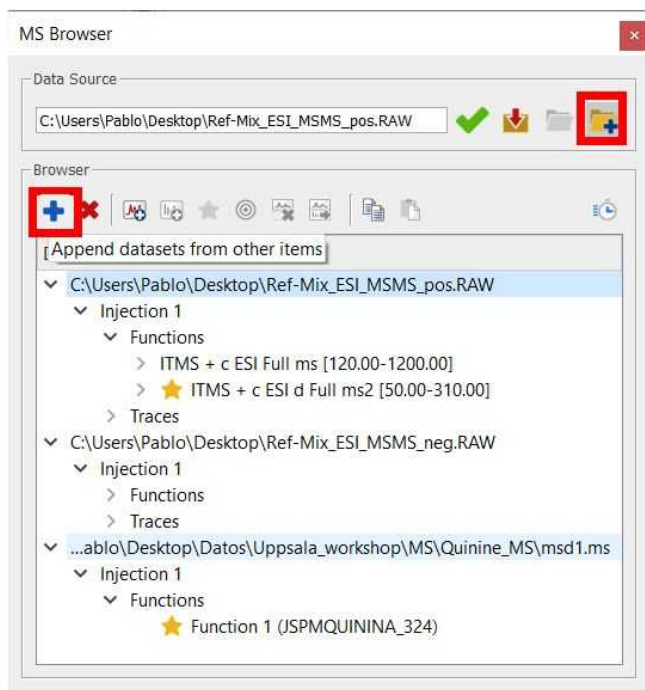 MS Browser
Data Source
C:\Users\Pablo\Desktop\Ref-Mix_ESI_MSMS_pos.RAW
Browser
Append datasets from other items
C:\Users\Pablo\Desktop\Ref-Mix_ESI_MSMS_pos.RAW
Injection 1
Functions
ITMS + c ESI Full ms [120.00-1200.00]
ITMS + c ESI d Full ms2 [50.00-310.00]
Traces
C:\Users\Pablo\Desktop\Ref-Mix_ESI_MSMS_neg.RAW
Injection 1
Functions
Traces
...ablo\Desktop\Datos\Uppsala_workshop\MS\Quinine_MS\msd1.ms
Injection 1
Functions
Function 1 (JSPMQUININA_324)